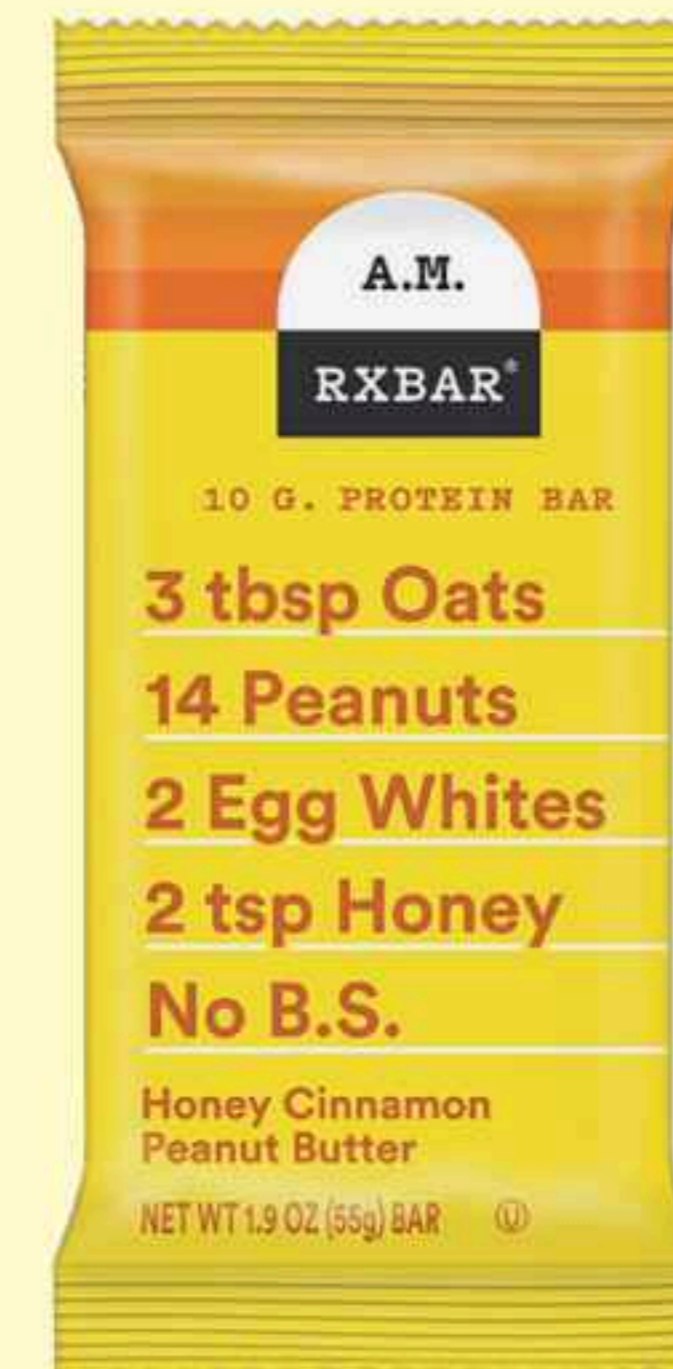 A.M.
RXBAR®
10 G. PROTEIN BAR
3 tbsp Oats
14 Peanuts
2 Egg Whites
2 tsp Honey
No B.S.
Honey Cinnamon
Peanut Butter
NET WT 1.9 OZ (55g) BAR Ⓤ